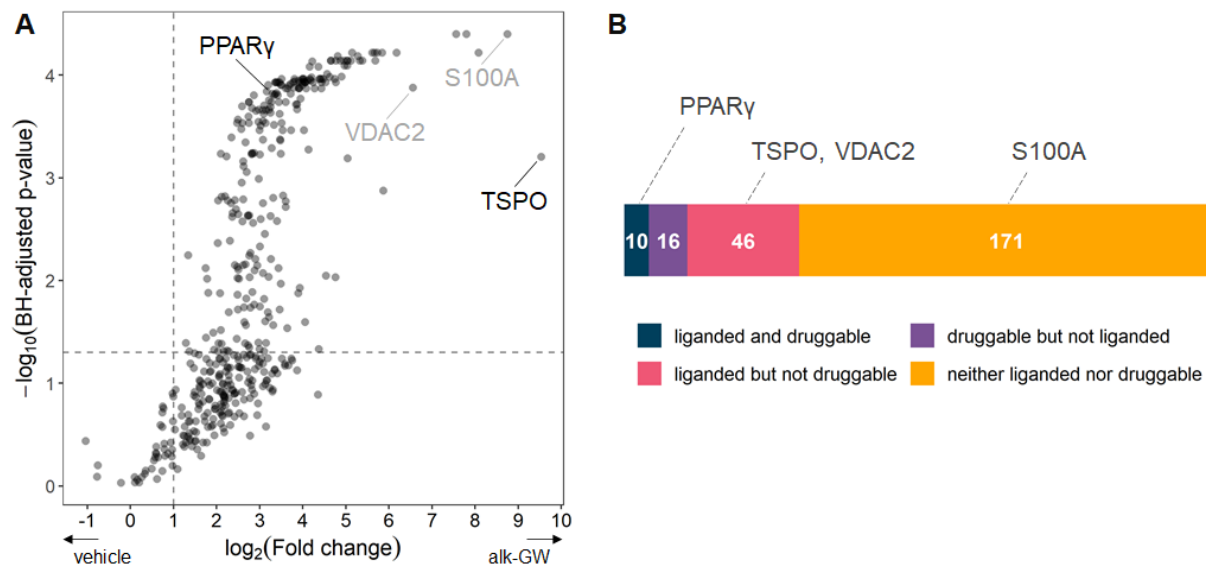 A
B
PPARγ
S100A
VDAC2
TSPO
4
3
2
1
0
−log10(BH-adjusted p-value)
-1 0 1 2 3 4 5 6 7 8 9 10
log2(Fold change)
vehicle
alk-GW
PPARγ
TSPO, VDAC2
S100A
10 16 46 171
liganded and druggable
druggable but not liganded
liganded but not druggable
neither liganded nor druggable